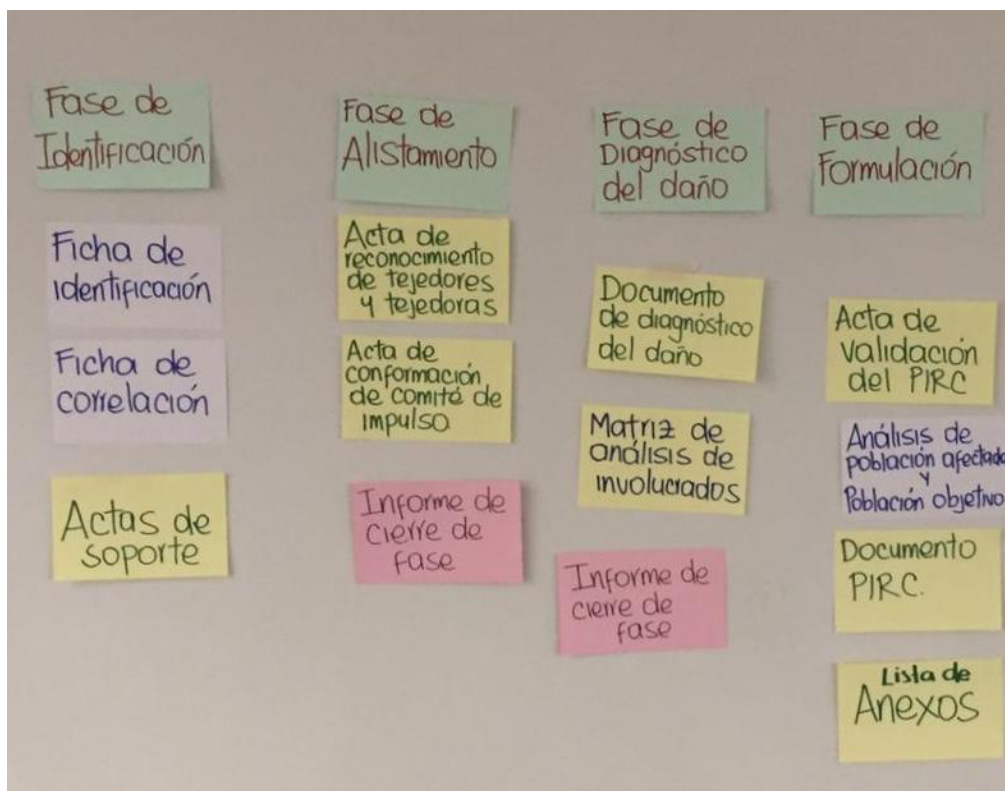 Fase de
Identificación
Ficha de
identificación
Ficha de
correlación
Actas de
soporte
Fase de
Alistamiento
Acta de
reconocimiento
de tejedores
y tejedoras
Acta de
conformación
de comité de
impulso
Informe de
cierre de
fase
Fase de
Diagnóstico
del daño
Documento
de diagnóstico
del daño
Matriz de
análisis de
involucrados
Informe de
cierre de
fase
Fase de
Formulación
Acta de
validación
del PIRC
Análisis de
población afectada
y
Población objetivo
Documento
PIRC.
Lista de
Anexos